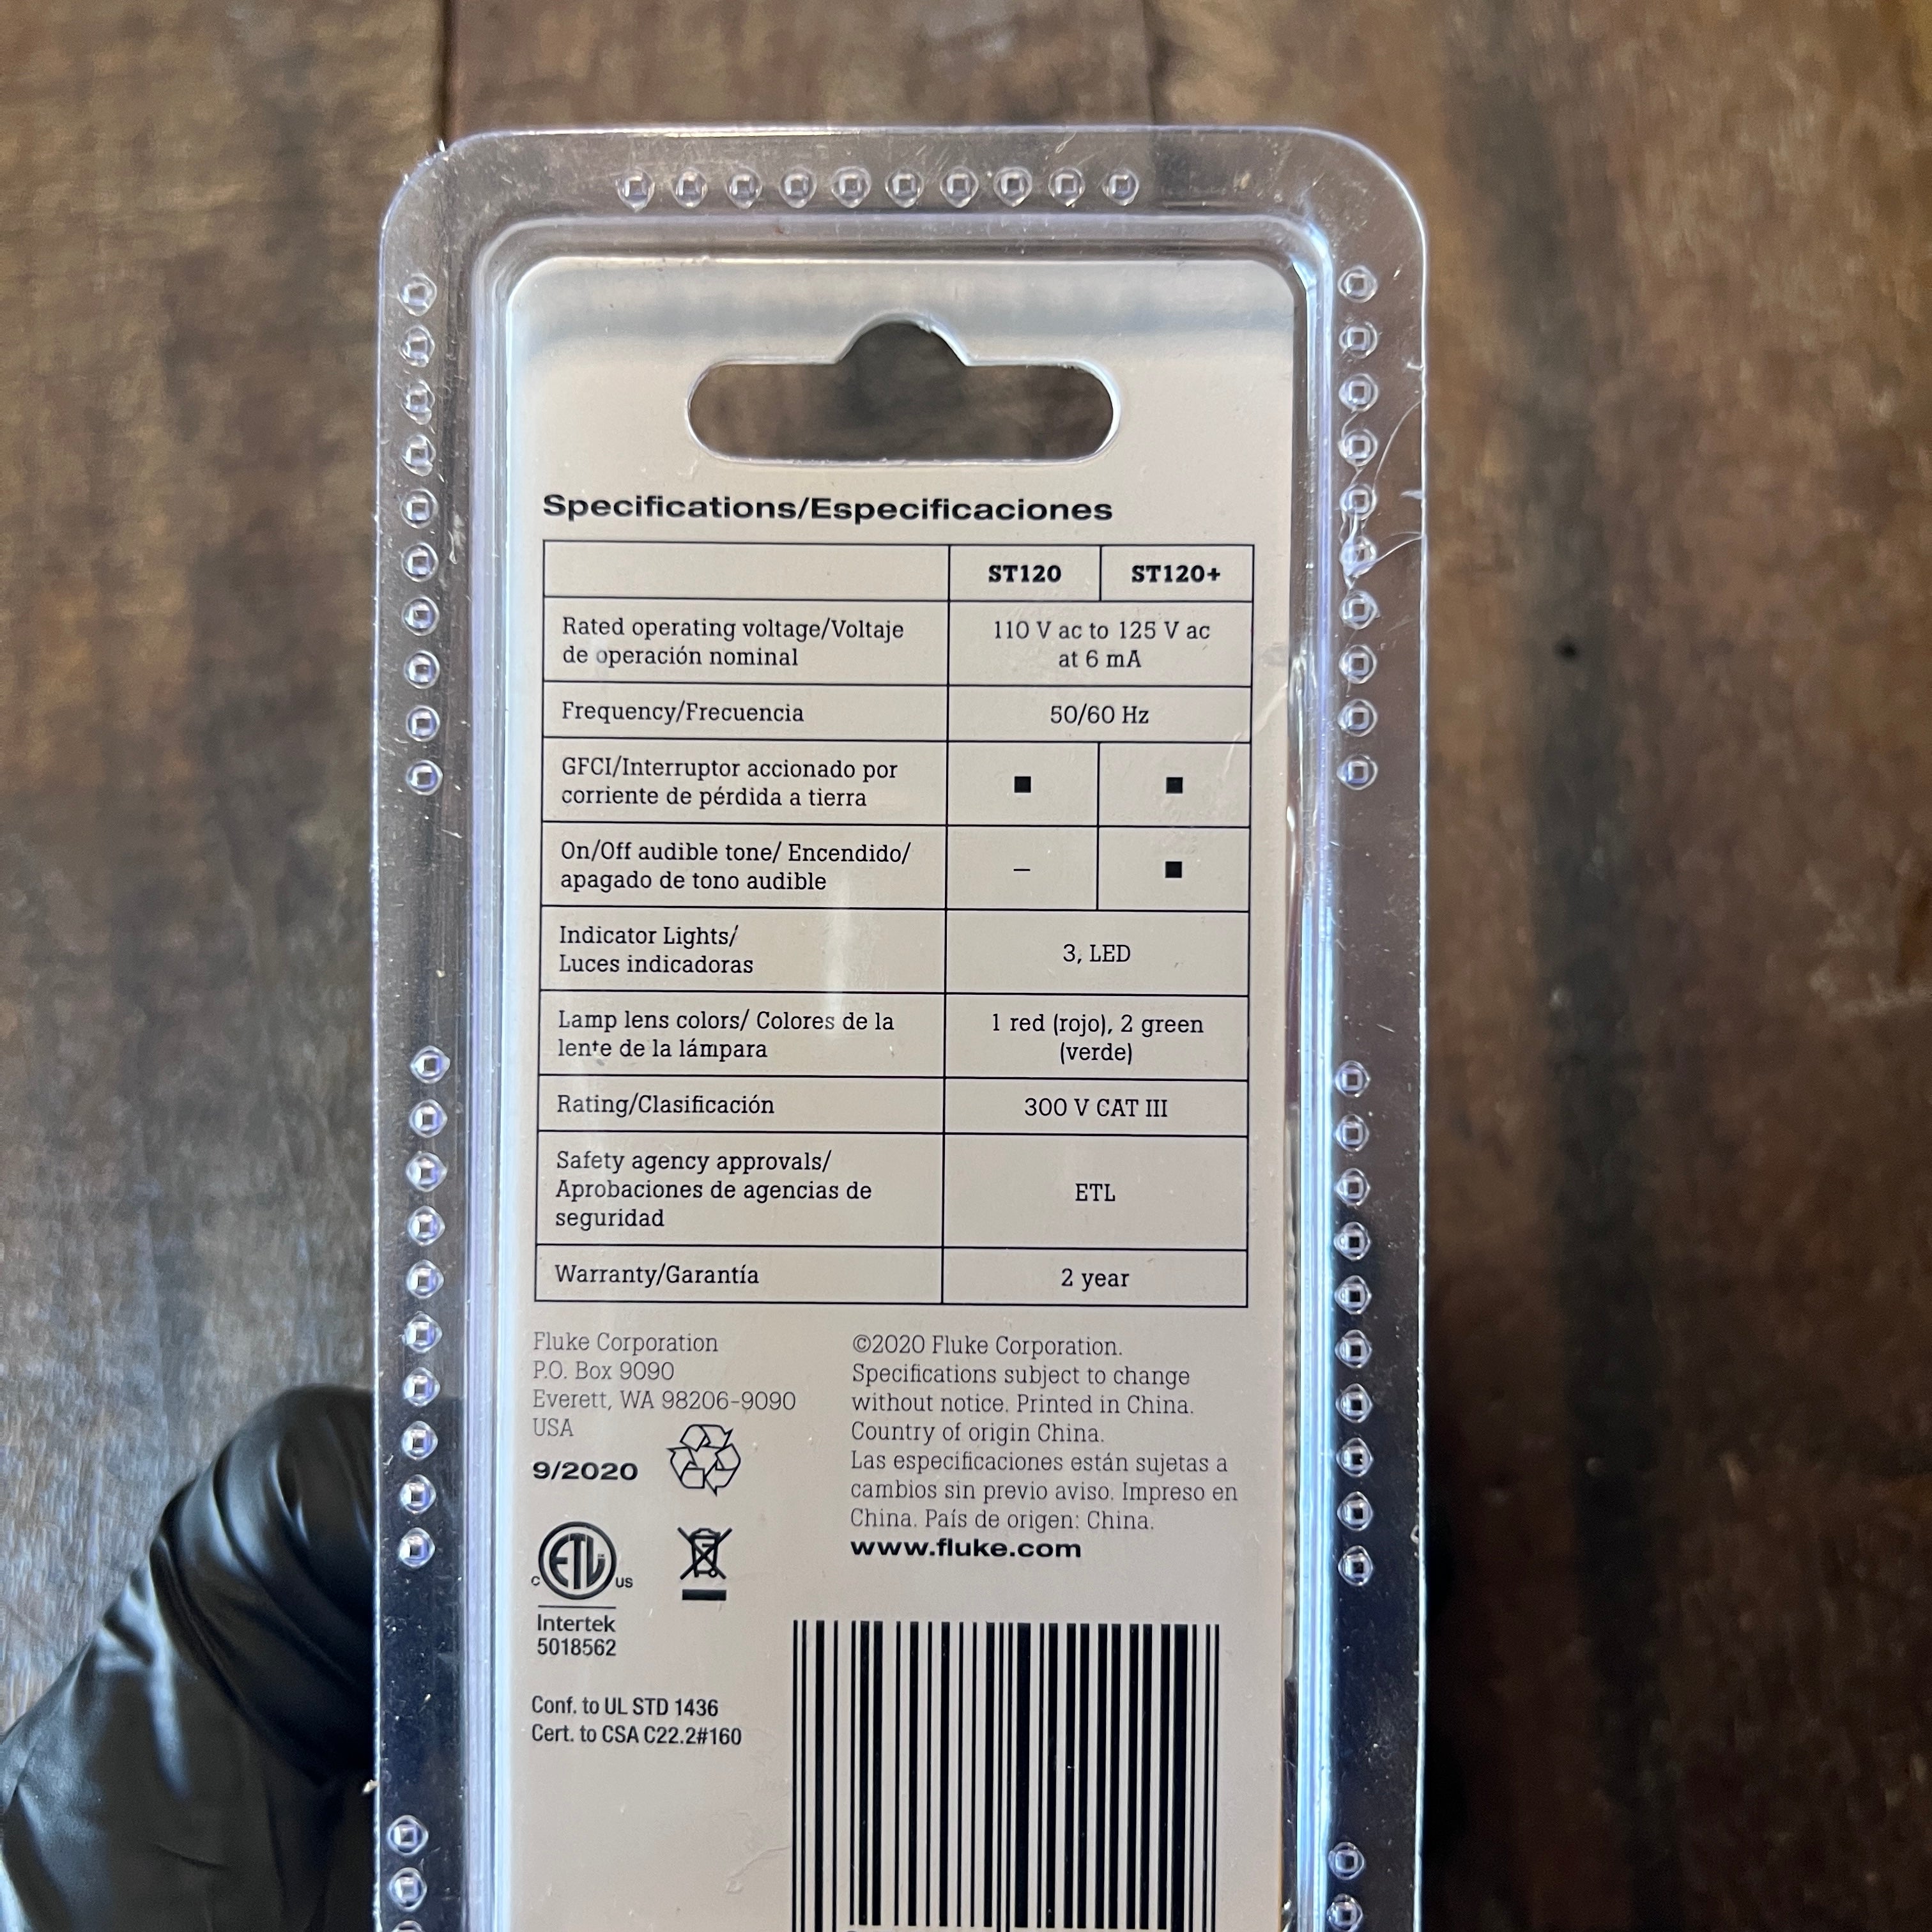 Specifications/Especificaciones
ST120 ST120+
Rated operating voltage/Voltaje
de operación nominal
110 V ac to 125 V ac
at 6 mA
Frequency/Frecuencia 50/60 Hz
GFCI/Interruptor accionado por
corriente de pérdida a tierra
■ ■
On/Off audible tone/ Encendido/
apagado de tono audible
– ■
Indicator Lights/
Luces indicadoras
3, LED
Lamp lens colors/ Colores de la
lente de la lámpara
1 red (rojo), 2 green
(verde)
Rating/Clasificación 300 V CAT III
Safety agency approvals/
Aprobaciones de agencias de
seguridad
ETL
Warranty/Garantía 2 year
Fluke Corporation
P.O. Box 9090
Everett, WA 98206-9090
USA
9/2020
©2020 Fluke Corporation.
Specifications subject to change
without notice. Printed in China.
Country of origin China.
Las especificaciones están sujetas a
cambios sin previo aviso. Impreso en
China. País de origen: China.
www.fluke.com
C ETL US
Intertek
5018562
Conf. to UL STD 1436
Cert. to CSA C22.2#160